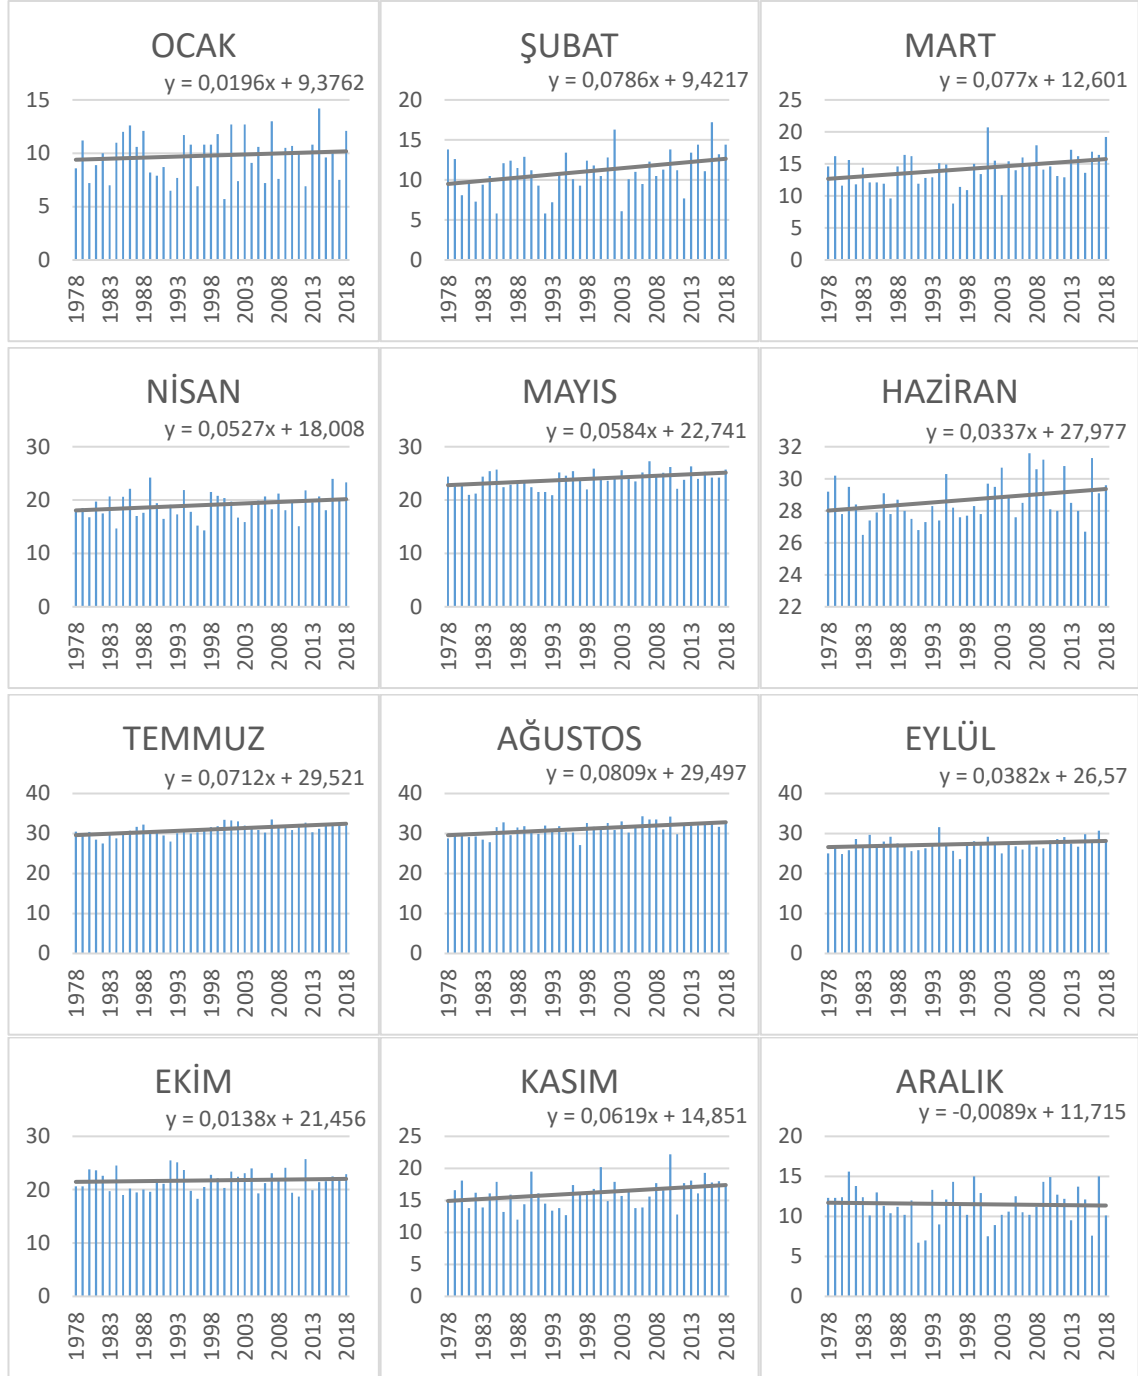 OCAK
y = 0,0196x + 9,3762
15
10
5
0
1978 1983 1988 1993 1998 2003 2008 2013 2018
ŞUBAT
y = 0,0786x + 9,4217
20
15
10
5
0
1978 1983 1988 1993 1998 2003 2008 2013 2018
MART
y = 0,077x + 12,601
25
20
15
10
5
0
1978 1983 1988 1993 1998 2003 2008 2013 2018
NİSAN
y = 0,0527x + 18,008
30
20
10
0
1978 1983 1988 1993 1998 2003 2008 2013 2018
MAYIS
y = 0,0584x + 22,741
30
20
10
0
1978 1983 1988 1993 1998 2003 2008 2013 2018
HAZİRAN
y = 0,0337x + 27,977
32
30
28
26
24
22
1978 1983 1988 1993 1998 2003 2008 2013 2018
TEMMUZ
y = 0,0712x + 29,521
40
30
20
10
0
1978 1983 1988 1993 1998 2003 2008 2013 2018
AĞUSTOS
y = 0,0809x + 29,497
40
30
20
10
0
1978 1983 1988 1993 1998 2003 2008 2013 2018
EYLÜL
y = 0,0382x + 26,57
40
30
20
10
0
1978 1983 1988 1993 1998 2003 2008 2013 2018
EKİM
y = 0,0138x + 21,456
30
20
10
0
1978 1983 1988 1993 1998 2003 2008 2013 2018
KASIM
y = 0,0619x + 14,851
25
20
15
10
5
0
1978 1983 1988 1993 1998 2003 2008 2013 2018
ARALIK
y = -0,0089x + 11,715
20
15
10
5
0
1978 1983 1988 1993 1998 2003 2008 2013 2018